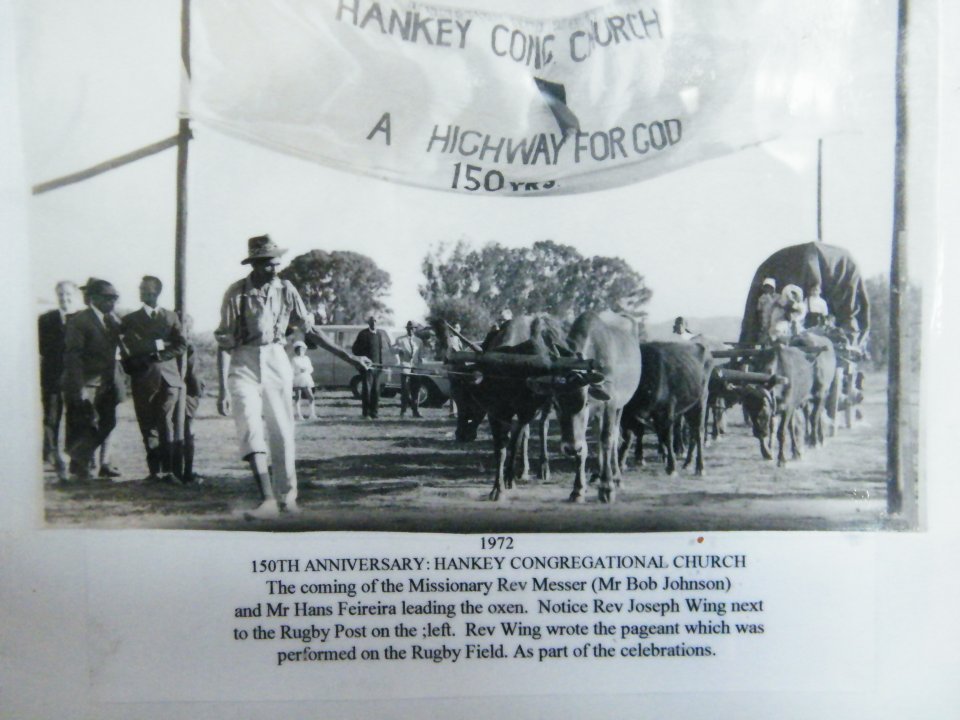 HANKEY CONG. CHURCH
A HIGHWAY FOR GOD
150 YRS.
1972
150TH ANNIVERSARY: HANKEY CONGREGATIONAL CHURCH
The coming of the Missionary Rev Messer (Mr Bob Johnson)
and Mr Hans Feireira leading the oxen. Notice Rev Joseph Wing next
to the Rugby Post on the ;left. Rev Wing wrote the pageant which was
performed on the Rugby Field. As part of the celebrations.